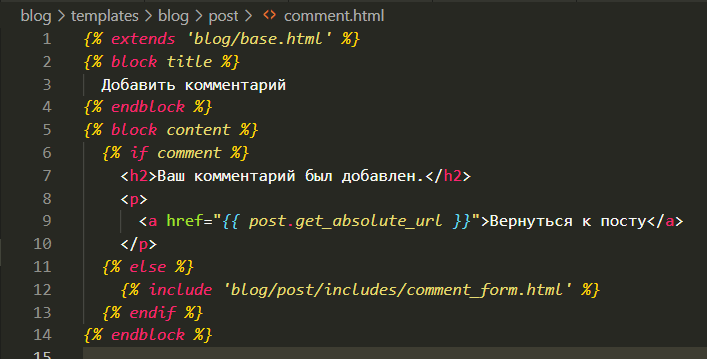 blog > templates > blog > post > <> comment.html
1 {% extends 'blog/base.html' %}
2 {% block title %}
3 Добавить комментарий
4 {% endblock %}
5 {% block content %}
6 {% if comment %}
7 <h2>Ваш комментарий был добавлен.</h2>
8 <p>
9 <a href="{{ post.get_absolute_url }}">Вернуться к посту</a>
10 </p>
11 {% else %}
12 {% include 'blog/post/includes/comment_form.html' %}
13 {% endif %}
14 {% endblock %}
15